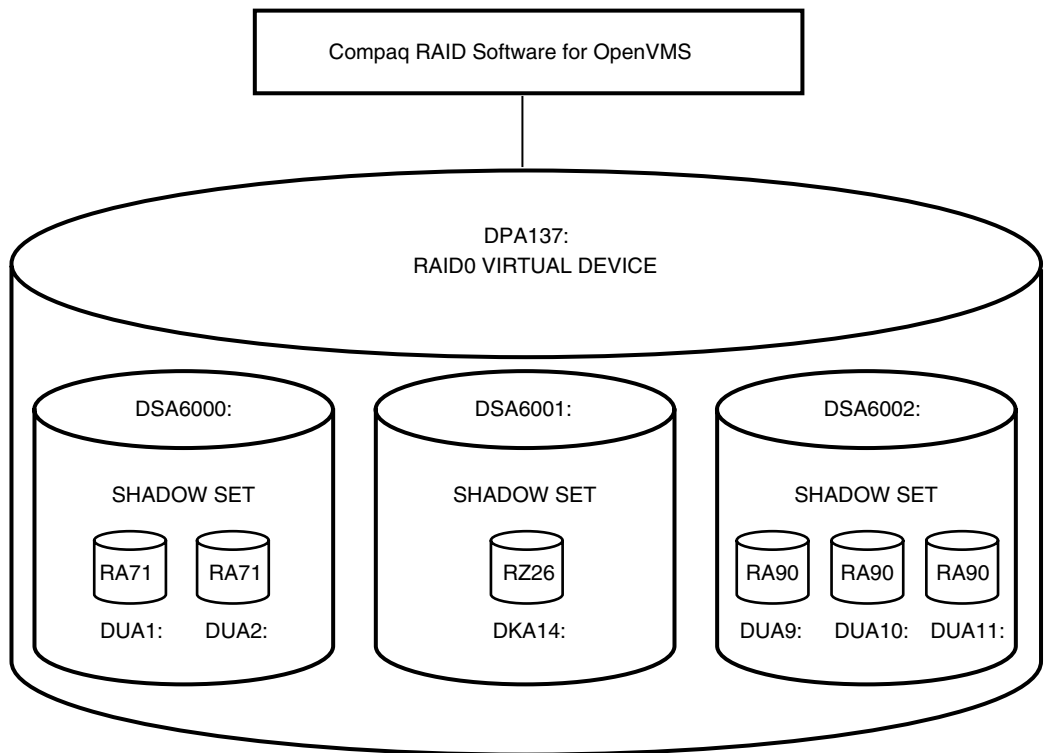 Compaq RAID Software for OpenVMS
DPA137:
RAID0 VIRTUAL DEVICE
DSA6000:
DSA6001:
DSA6002:
SHADOW SET
SHADOW SET
SHADOW SET
RA71
RA71
RZ26
RA90
RA90
RA90
DUA1:
DUA2:
DKA14:
DUA9:
DUA10:
DUA11: